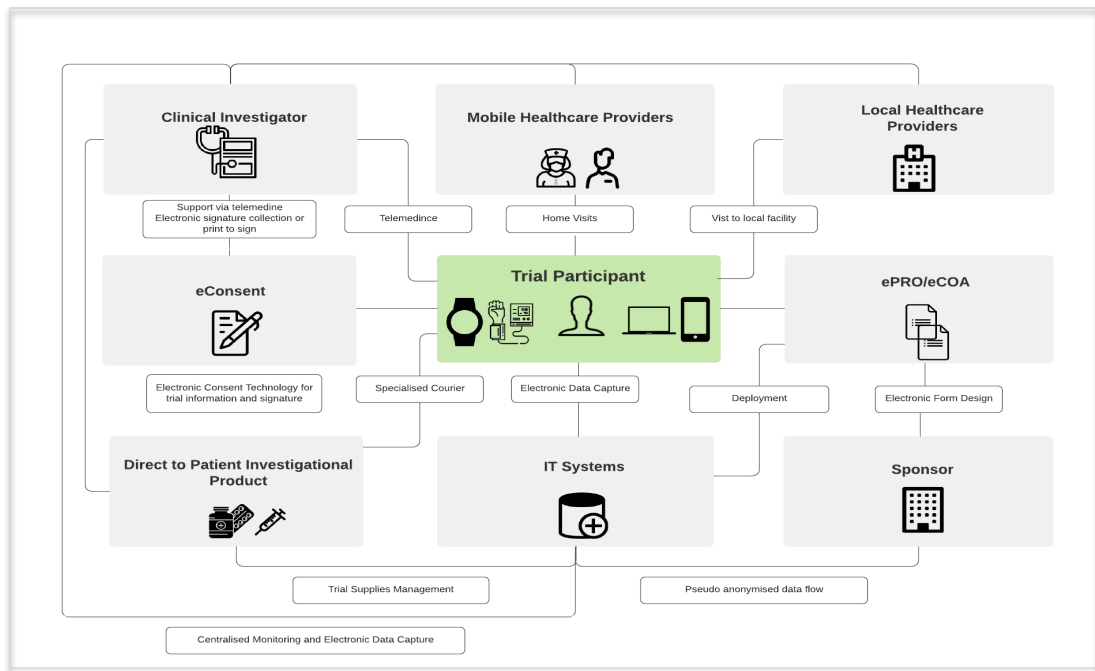 Clinical Investigator
Mobile Healthcare Providers
Local Healthcare
Providers
H
Support via telemedine
Electronic signature collection or
print to sign
Telemedince
Home Visits
Vist to local facility
eConsent
Trial Participant
ePRO/eCOA
Electronic Consent Technology for
trial information and signature
Specialised Courier
Electronic Data Capture
Deployment
Electronic Form Design
Direct to Patient Investigational
Product
IT Systems
Sponsor
Trial Supplies Management
Pseudo anonymised data flow
Centralised Monitoring and Electronic Data Capture